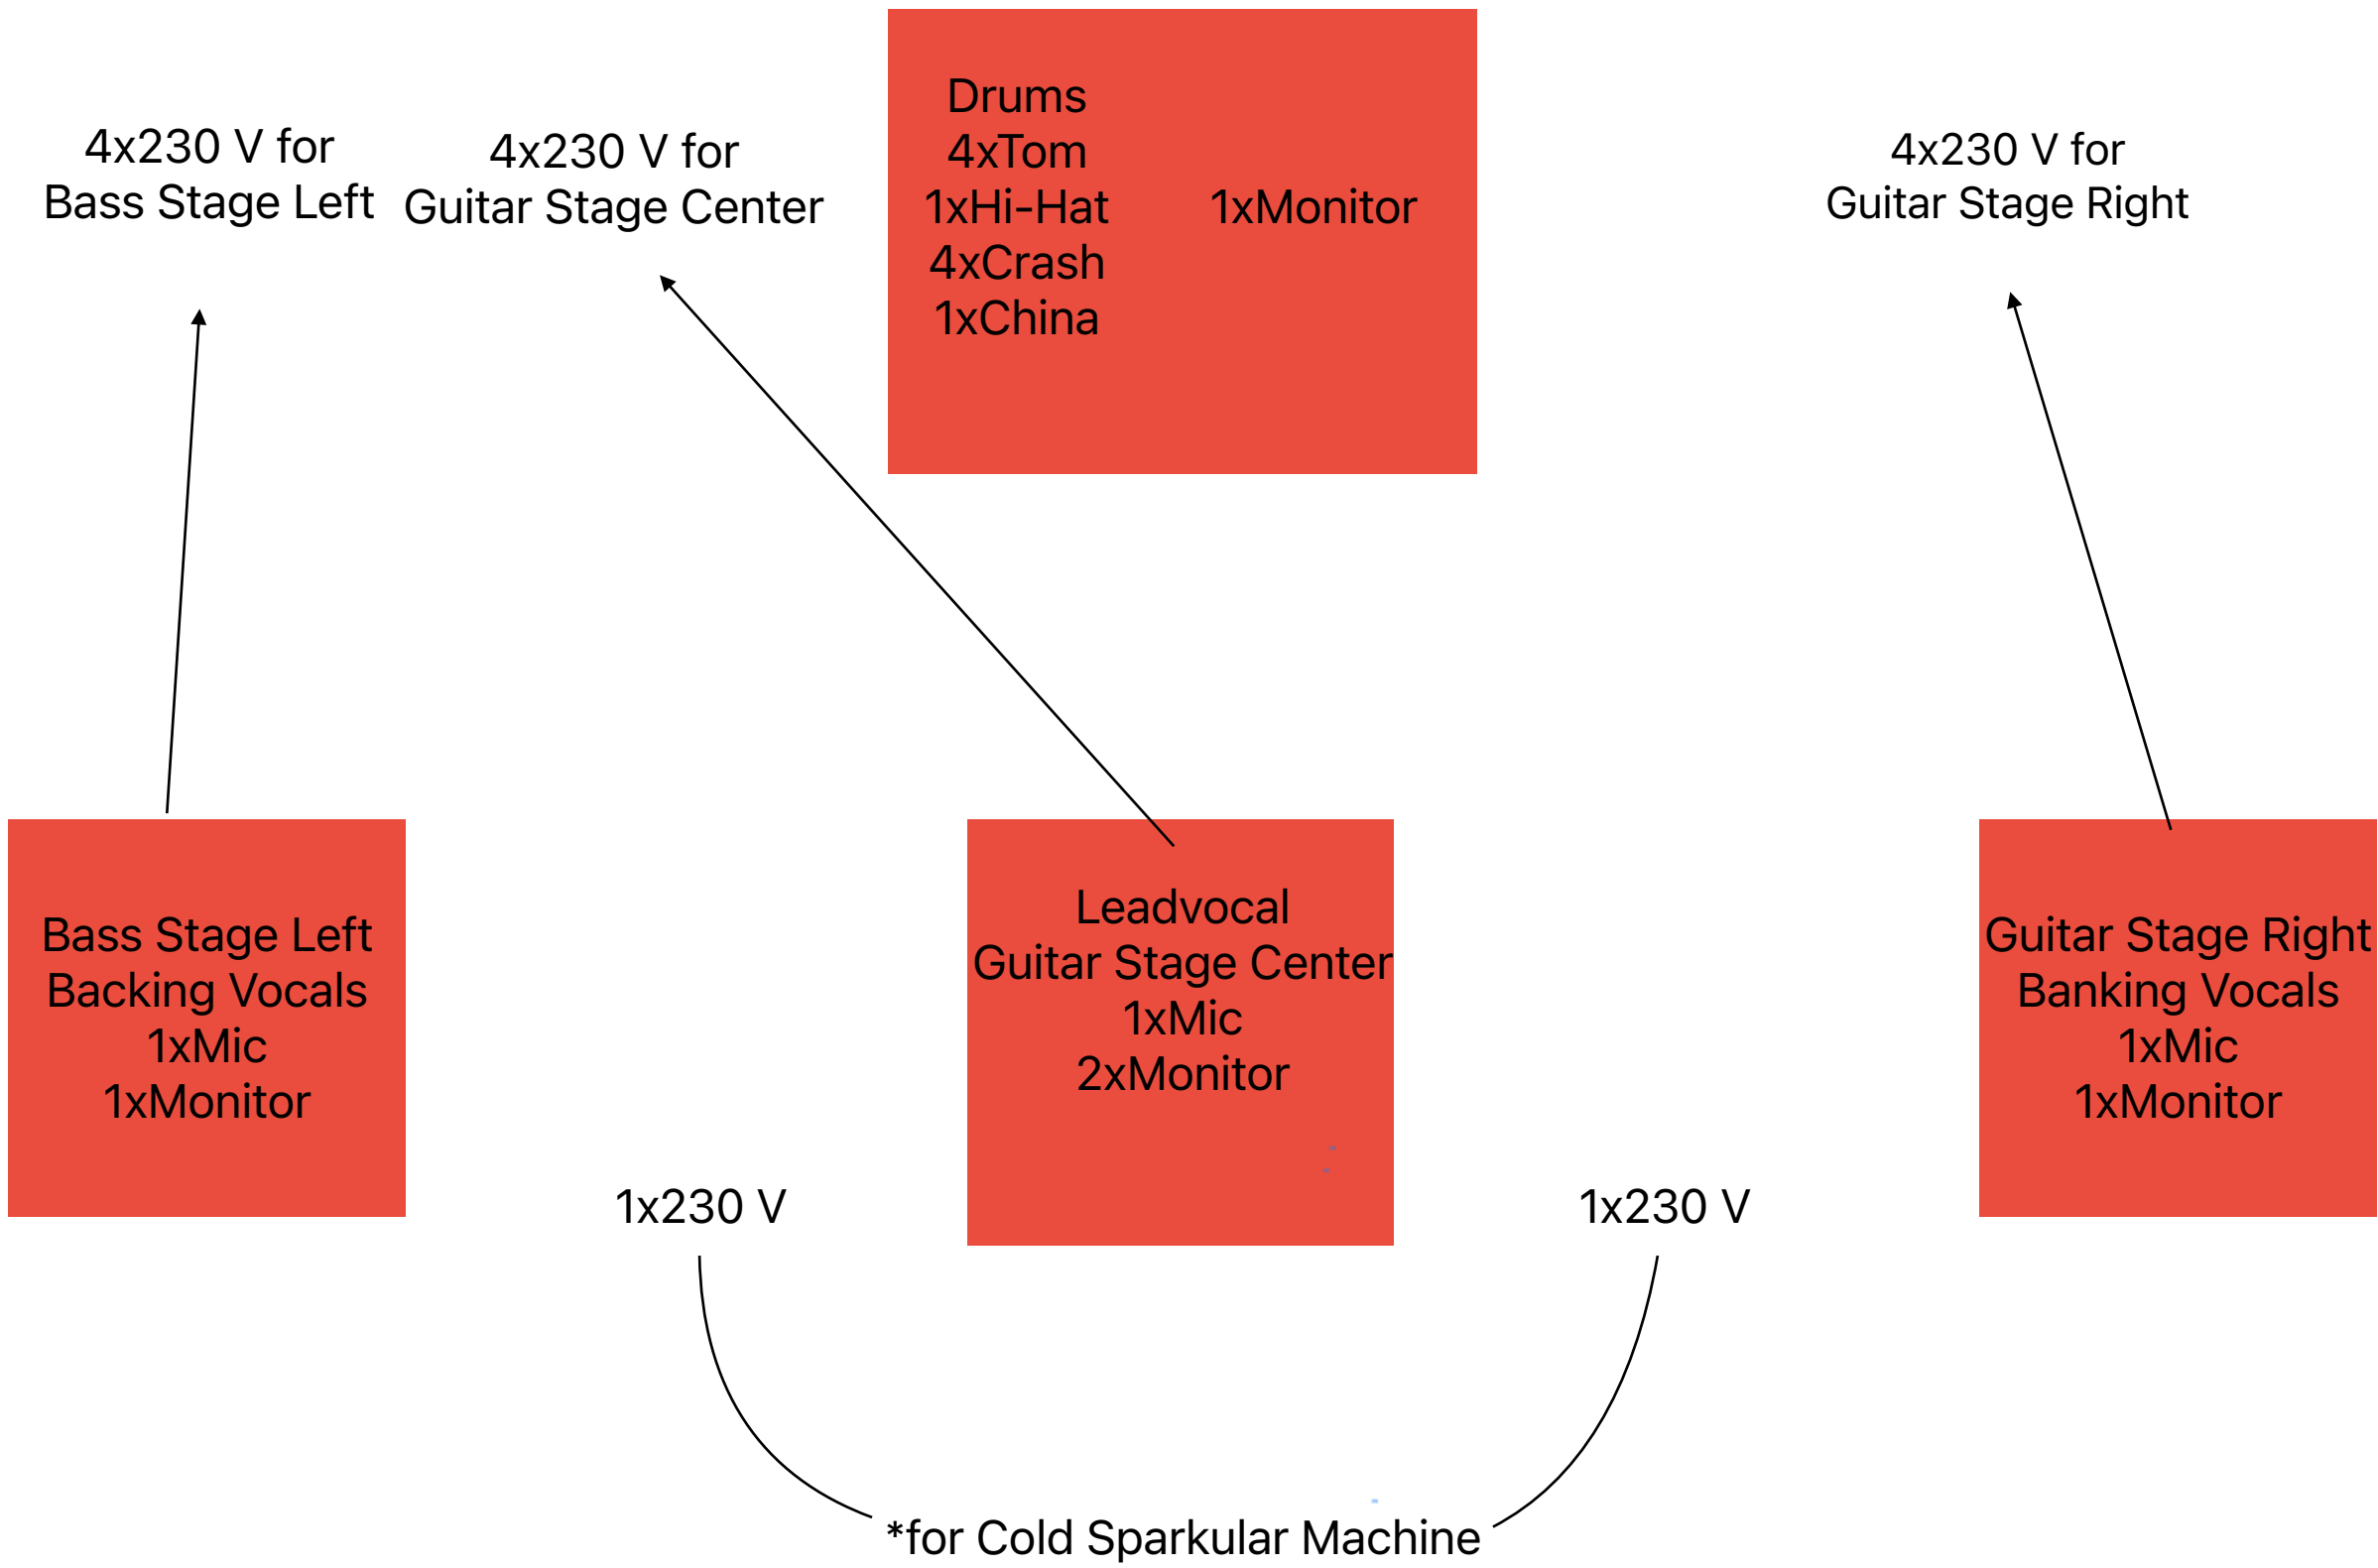 4x230 V for
Bass Stage Left
4x230 V for
Guitar Stage Center
Drums
4xTom
1xHi-Hat
4xCrash
1xChina
1xMonitor
4x230 V for
Guitar Stage Right
Bass Stage Left
Backing Vocals
1xMic
1xMonitor
Leadvocal
Guitar Stage Center
1xMic
2xMonitor
Guitar Stage Right
Banking Vocals
1xMic
1xMonitor
1x230 V
1x230 V
*for Cold Sparkular Machine